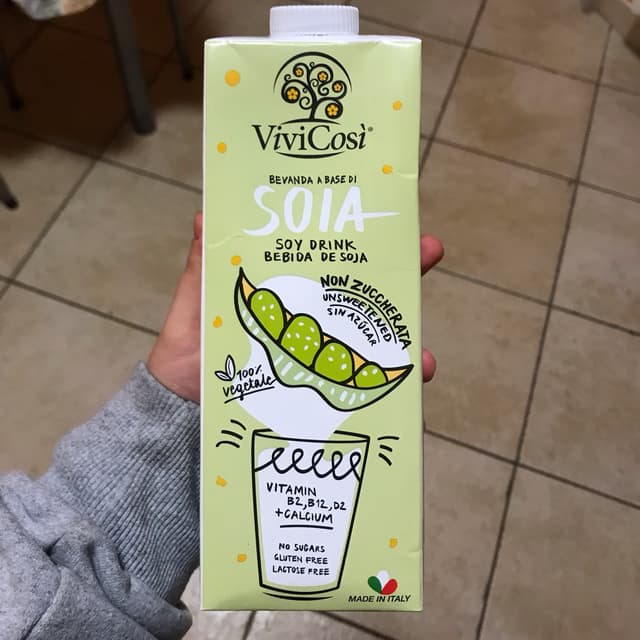 ViviCosì®
BEVANDA A BASE DI
SOIA
SOY DRINK
BEBIDA DE SOJA
NON ZUCCHERATA
UNSWEETENED
SIN AZÚCAR
100%
vegetale
VITAMIN
B2, B12, D2
+CALCIUM
NO SUGARS
GLUTEN FREE
LACTOSE FREE
MADE IN ITALY